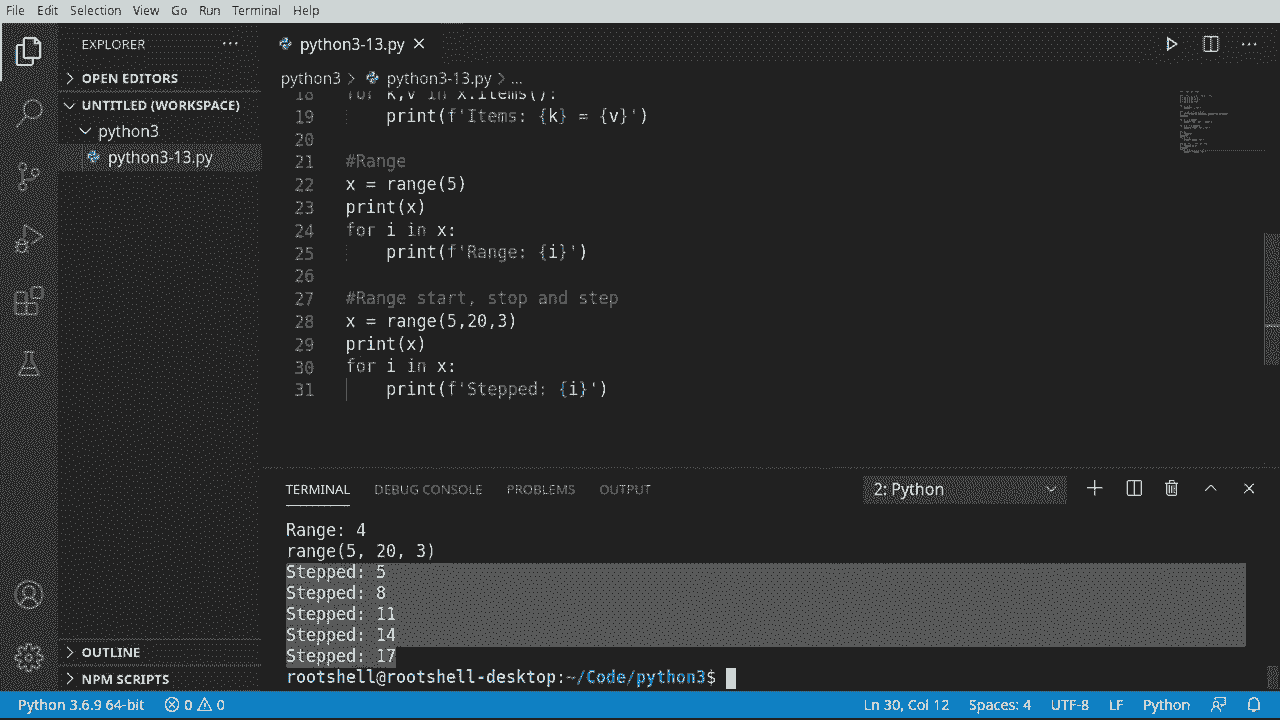 File Edit Selection View Go Run Terminal Help
EXPLORER
python3-13.py
OPEN EDITORS
python3 > python3-13.py > ...
UNTITLED (WORKSPACE)
python3
python3-13.py
18 for k,v in x.items():
19 print(f'Items: {k} = {v}')
20
21 #Range
22 x = range(5)
23 print(x)
24 for i in x:
25 print(f'Range: {i}')
26
27 #Range start, stop and step
28 x = range(5,20,3)
29 print(x)
30 for i in x:
31 print(f'Stepped: {i}')
TERMINAL DEBUG CONSOLE PROBLEMS OUTPUT 2: Python
Range: 4
range(5, 20, 3)
Stepped: 5
Stepped: 8
Stepped: 11
Stepped: 14
Stepped: 17
rootshell@rootshell-desktop:~/Code/python3$
OUTLINE
NPM SCRIPTS
Python 3.6.9 64-bit 0 0 Ln 30, Col 12 Spaces: 4 UTF-8 LF Python